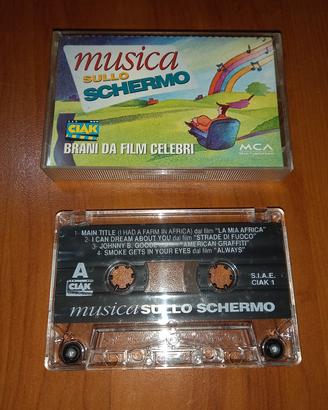 musica
SULLO
SCHERMO
CIAK
BRANI DA FILM CELEBRI
MCA
1- MAIN TITLE (I HAD A FARM IN AFRICA) dal film "LA MIA AFRICA"
2- I CAN DREAM ABOUT YOU dal film "STRADE DI FUOCO"
3- JOHNNY B. GOODE dal film "AMERICAN GRAFFITI"
4- SMOKE GETS IN YOUR EYES dal film "ALWAYS"
A
CIAK
S.I.A.E.
CIAK 1
musica SULLO SCHERMO